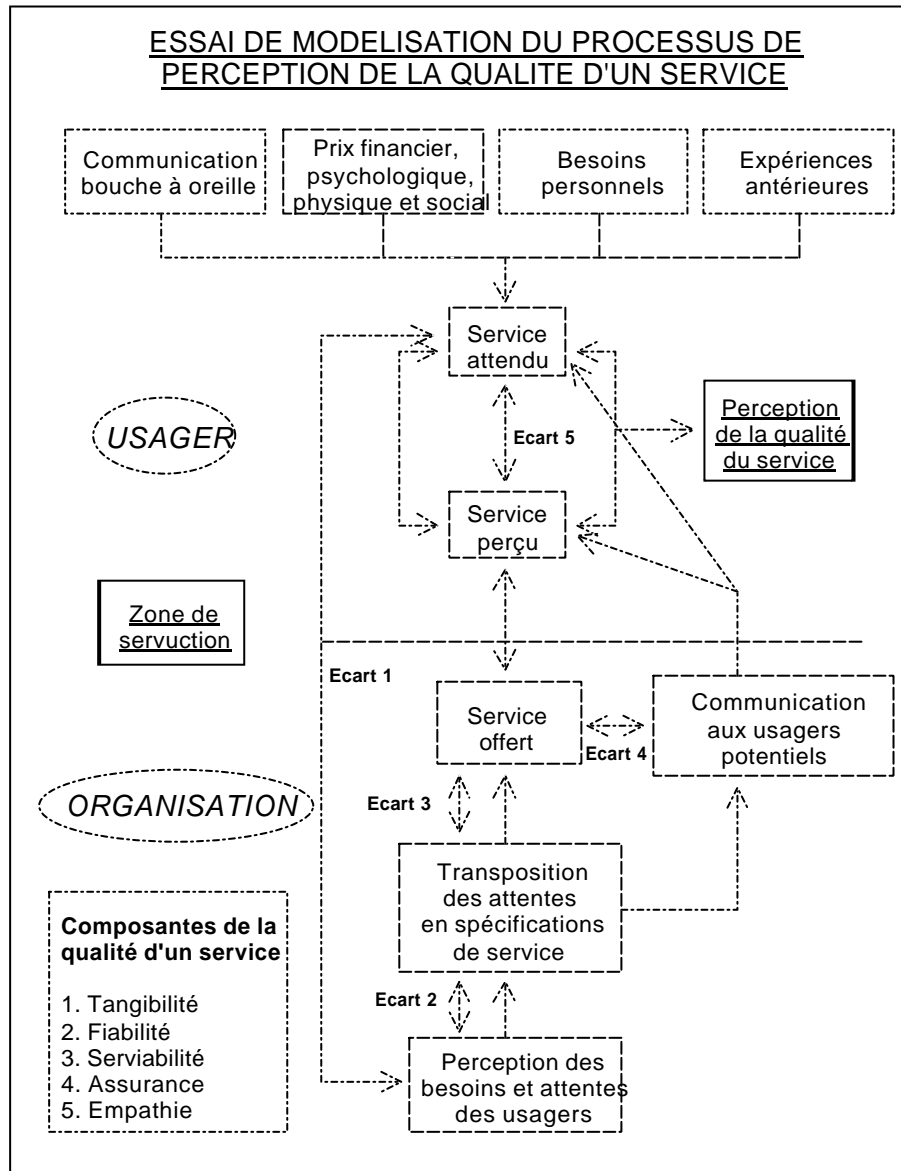 ESSAI DE MODELISATION DU PROCESSUS DE
PERCEPTION DE LA QUALITE D'UN SERVICE
Communication
bouche à oreille
Prix financier,
psychologique,
physique et social
Besoins
personnels
Expériences
antérieures
Service
attendu
USAGER
Ecart 5
Perception
de la qualité
du service
Service
perçu
Zone de
servuction
Ecart 1
Service
offert
Ecart 4
Communication
aux usagers
potentiels
ORGANISATION
Ecart 3
Transposition
des attentes
en spécifications
de service
Composantes de la
qualité d'un service
1. Tangibilité
2. Fiabilité
3. Serviabilité
4. Assurance
5. Empathie
Ecart 2
Perception des
besoins et attentes
des usagers